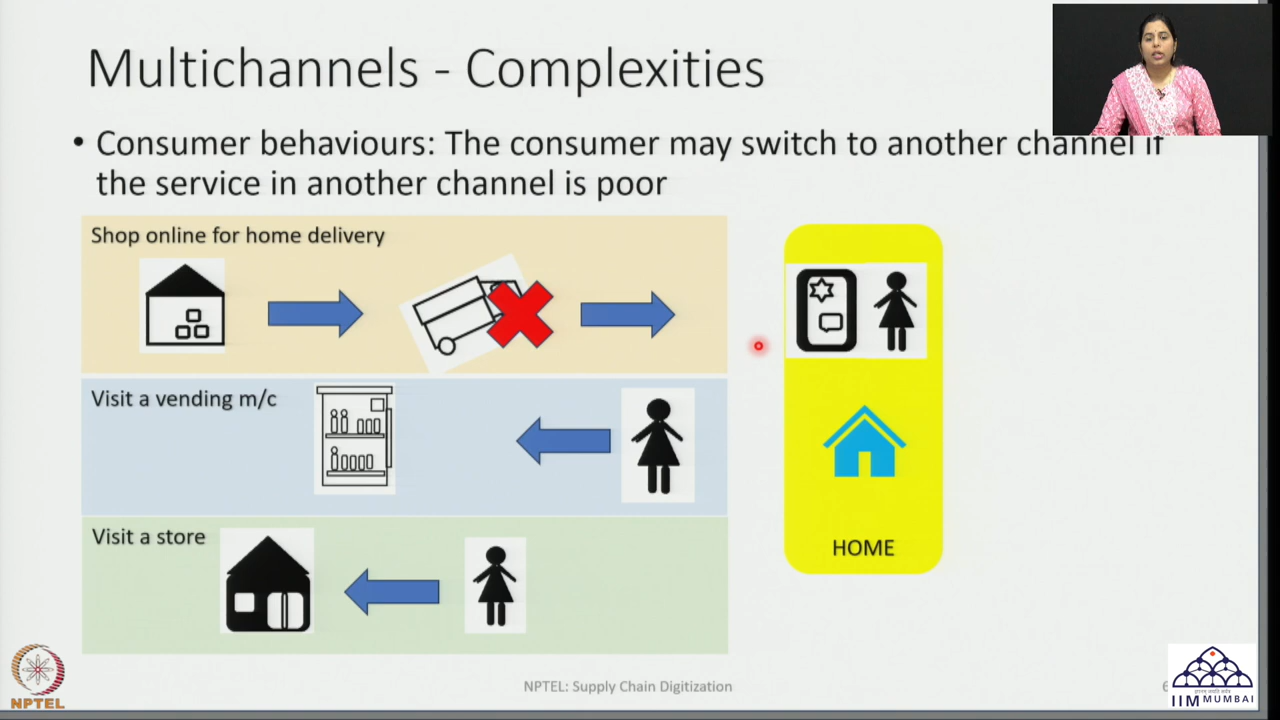 Multichannels - Complexities
• Consumer behaviours: The consumer may switch to another channel if
the service in another channel is poor
Shop online for home delivery
Visit a vending m/c
Visit a store
HOME
NPTEL
NPTEL: Supply Chain Digitization
6
IIM MUMBAI